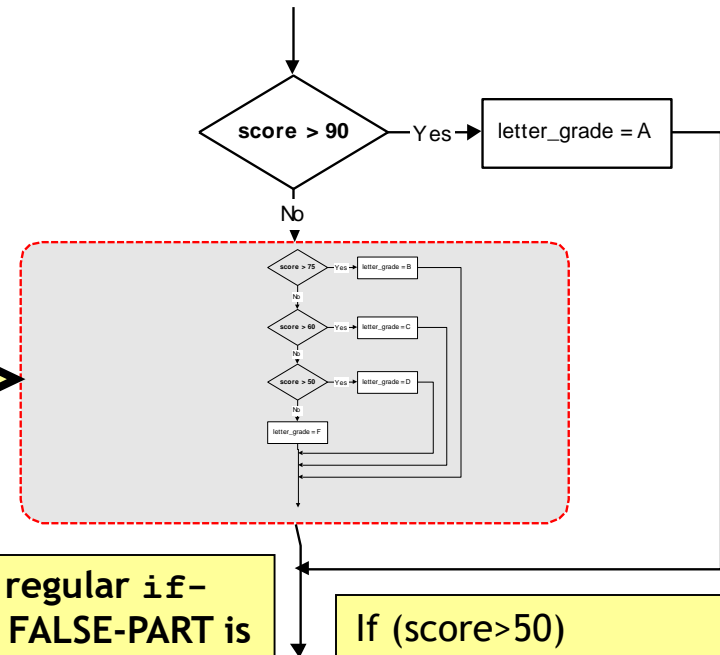 score > 90
Yes
letter_grade = A
No
score > 75
Yes
letter_grade = B
No
score > 60
Yes
letter_grade = C
No
score > 50
Yes
letter_grade = D
No
letter_grade = F
regular if-
FALSE-PART is
If (score>50)